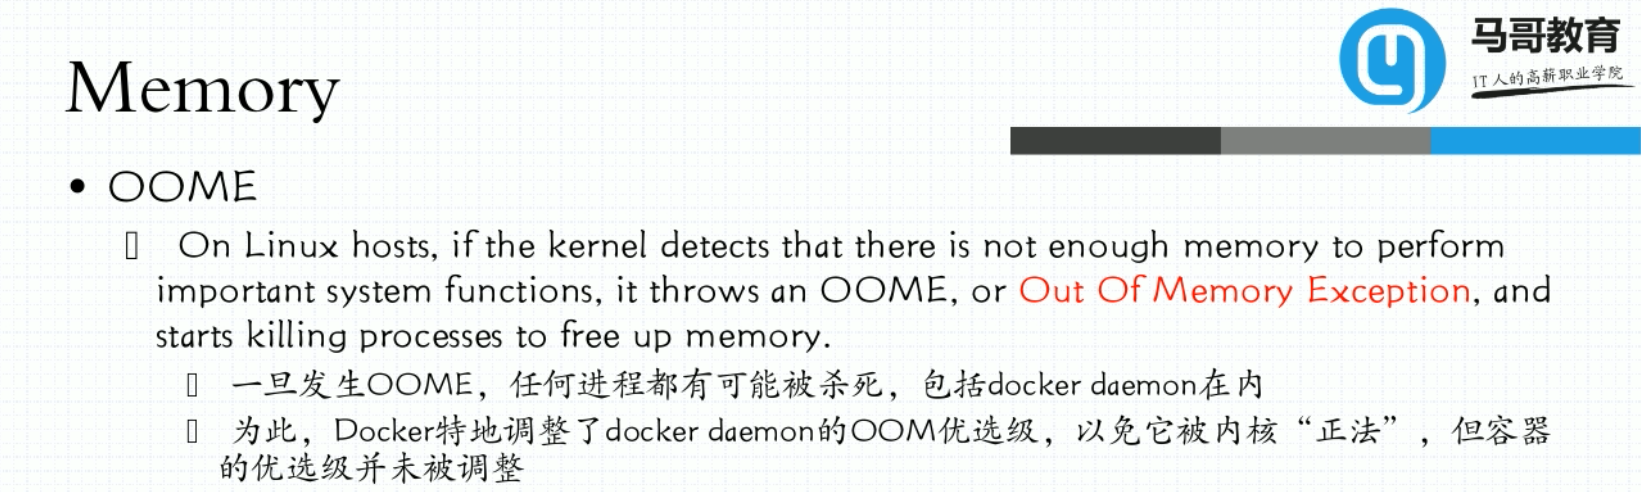 马哥教育
IT人的高薪职业学院
Memory
• OOME
On Linux hosts, if the kernel detects that there is not enough memory to perform
important system functions, it throws an OOME, or Out Of Memory Exception, and
starts killing processes to free up memory.
一旦发生OOME，任何进程都有可能被杀死，包括docker daemon在内
为此，Docker特地调整了docker daemon的OOM优选级，以免它被内核“正法”，但容器
的优选级并未被调整